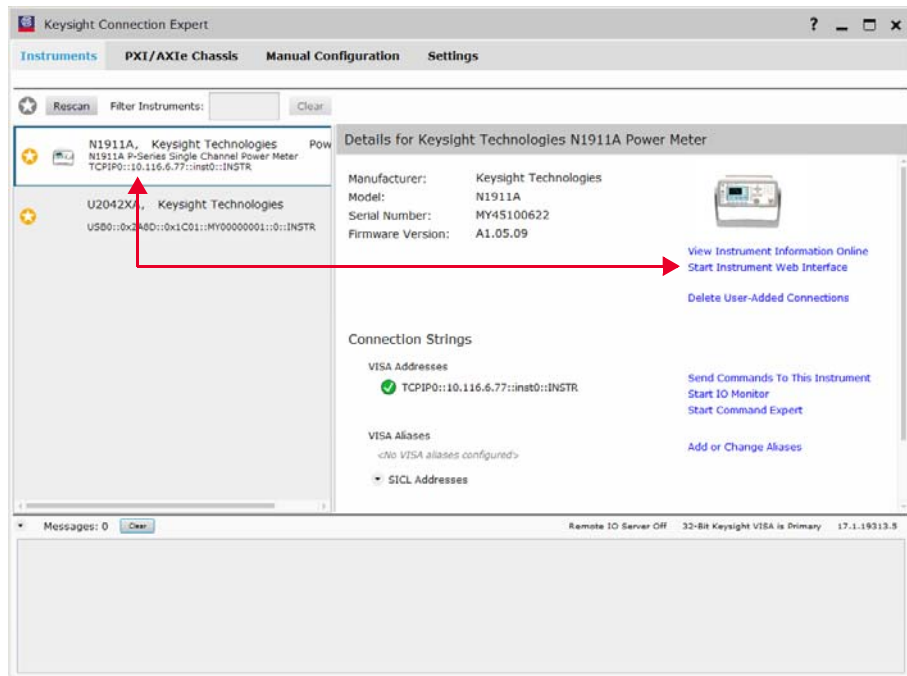 Keysight Connection Expert
Instruments PXI/AXIe Chassis Manual Configuration Settings
Rescan Filter Instruments: Clear
N1911A, Keysight Technologies Pow
N1911A P-Series Single Channel Power Meter
TCPIP0::10.116.6.77::inst0::INSTR
U2042XA, Keysight Technologies
USB0::0x2A8D::0x1C01::MY00000001::0::INSTR
Details for Keysight Technologies N1911A Power Meter
Manufacturer: Keysight Technologies
Model: N1911A
Serial Number: MY45100622
Firmware Version: A1.05.09
View Instrument Information Online
Start Instrument Web Interface
Delete User-Added Connections
Connection Strings
VISA Addresses
TCPIP0::10.116.6.77::inst0::INSTR
Send Commands To This Instrument
Start IO Monitor
Start Command Expert
VISA Aliases
<No VISA aliases configured>
Add or Change Aliases
SICL Addresses
Messages: 0 Clear
Remote IO Server Off 32-Bit Keysight VISA is Primary 17.1.19313.5